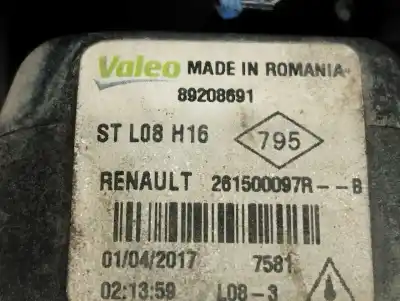 Valeo MADE IN ROMANIA
89208691
ST L08 H16 795
RENAULT 261500097R--B
01/04/2017 7581
02:13:59 L08-3